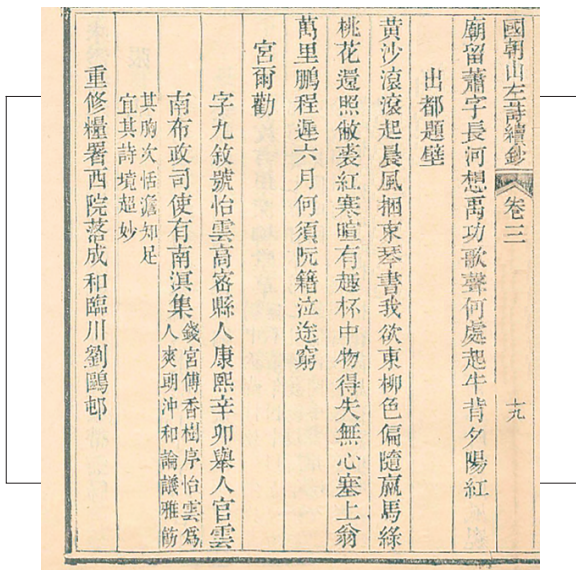 國朝山左詩續鈔 卷三 十九
廟留蕭字長河想禹功歌聲何處起牛背夕陽紅
出都題壁
黃沙滾滾起晨風捆束琴書我欲東柳色偏隨羸馬綠
桃花還照敝裘紅寒暄有趣杯中物得失無心塞上翁
萬里鵬程遲六月何須阮籍泣途窮
宮爾勸
字九敘號怡雲高密縣人康熙辛卯舉人官雲
南布政司使有南溟集
錢宮傅香樹序怡雲為
人爽朗沖和論議雅飭
其胸次恬澹知足
宜其詩境超妙
重修糧署西院落成和臨川劉鷗邨